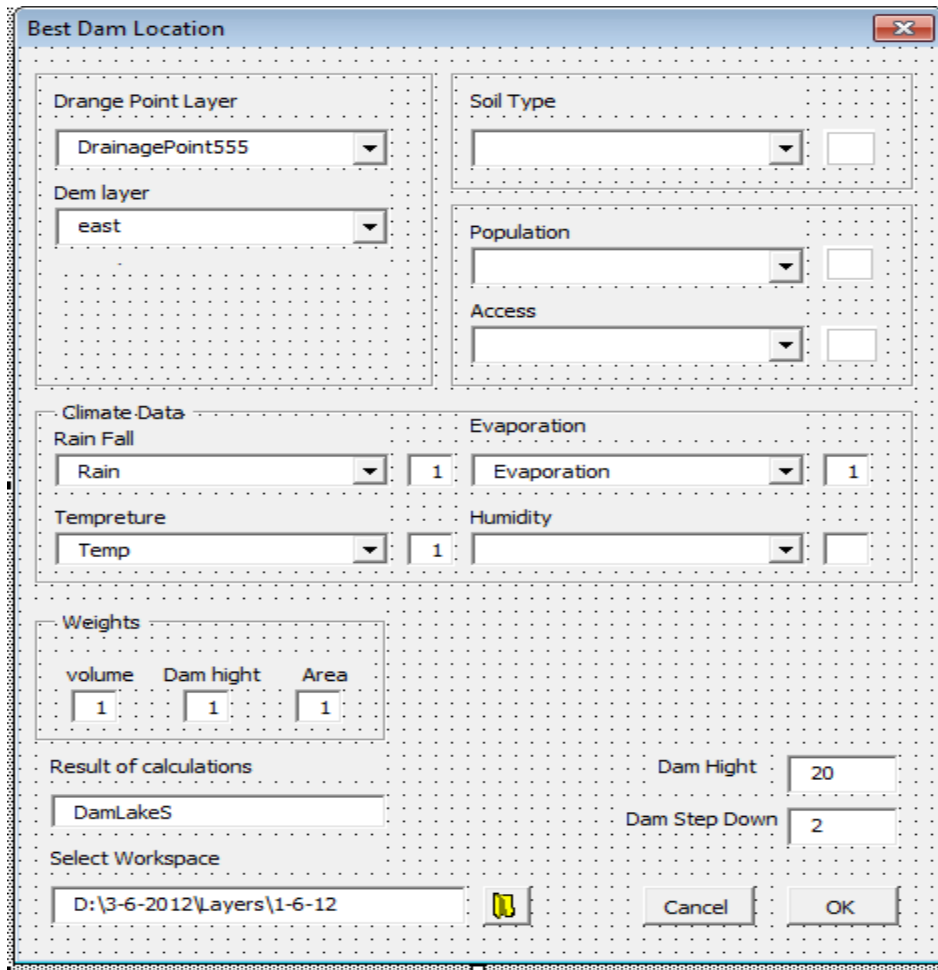 Best Dam Location
Drange Point Layer
DrainagePoint555
Dem layer
east
Soil Type
Population
Access
Climate Data
Rain Fall
Rain 1
Evaporation
Evaporation 1
Tempreture
Temp 1
Humidity
Weights
volume Dam hight Area
1 1 1
Result of calculations
DamLakeS
Dam Hight 20
Dam Step Down 2
Select Workspace
D:\3-6-2012\Layers\1-6-12
Cancel OK